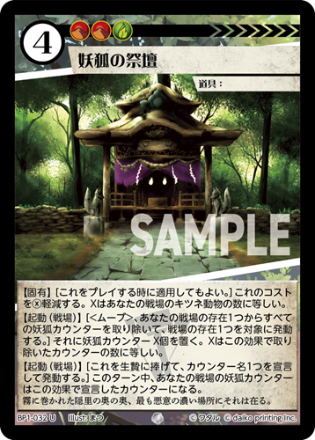 4
妖狐の祭壇
道具：
SAMPLE
【固有】[これをプレイする時に適用してもよい。]これのコスト
をⓍ軽減する。Xはあなたの戦場のキツネ動物の数に等しい。
【起動（戦場）】[<ムーブ>、あなたの戦場の存在1つからすべて
の妖狐カウンターを取り除いて、戦場の存在1つを対象に発動
する。]それに妖狐カウンターX個を置く。Xはこの効果で取り
除いた数に等しい。
【起動（戦場）】[これを生贄に捧げて、カウンター名1つを宣言
して発動する。]このターン中、あなたの戦場の妖狐カウンター
はこの効果で宣言したカウンターになる。
霧に巻かれた隠里の奥の奥、最も悪意の濃い場所にそれは在る。
BP1-032 U Illust:まつ © ワタル © daiko printing Inc.